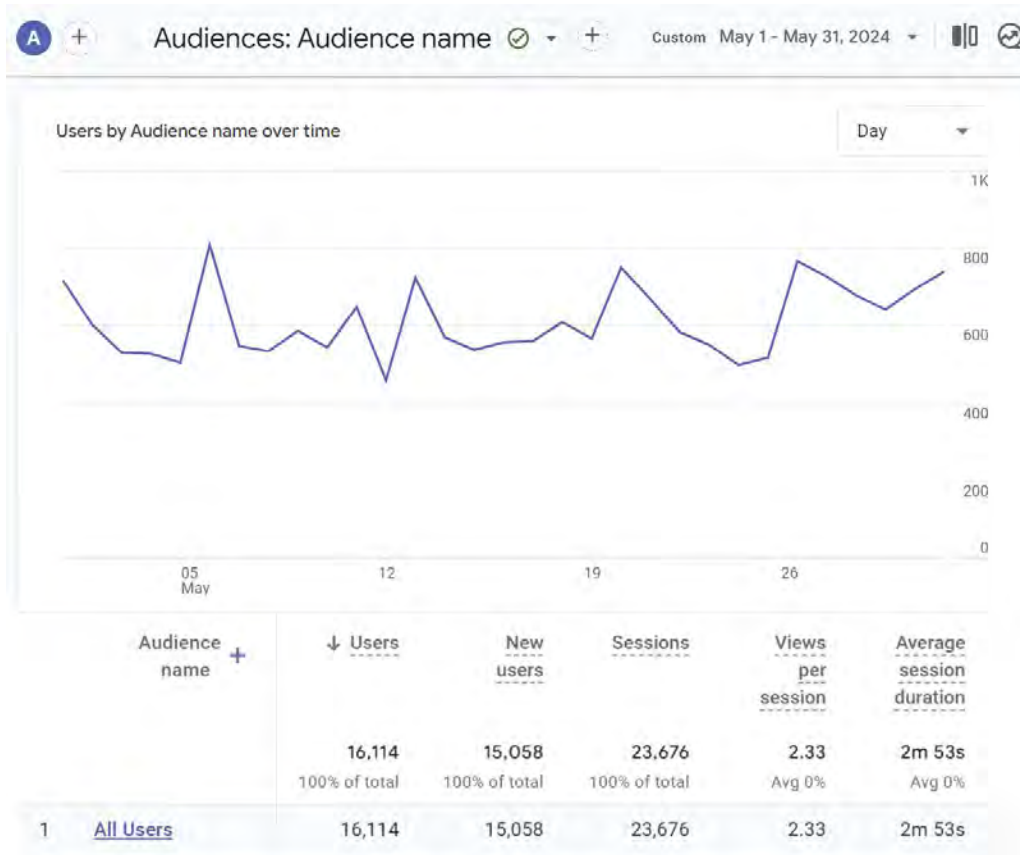 A + Audiences: Audience name + Custom May 1 - May 31, 2024
Users by Audience name over time Day
1K
800
600
400
200
0
05 12 19 26
May
Audience name + ↓ Users New users Sessions Views per session Average session duration
16,114 15,058 23,676 2.33 2m 53s
100% of total 100% of total 100% of total Avg 0% Avg 0%
1 All Users 16,114 15,058 23,676 2.33 2m 53s